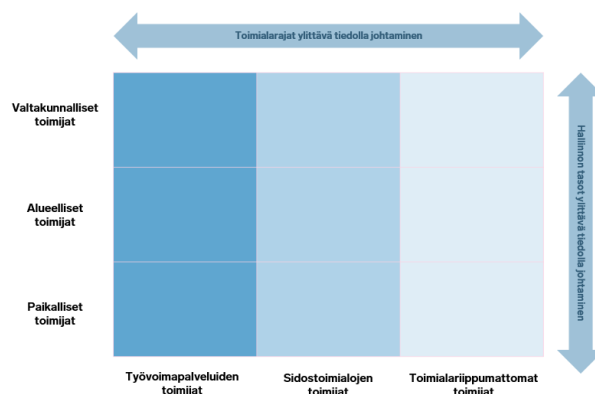 Toimialarajat ylittävä tiedolla johtaminen
Valtakunnalliset
toimijat
Alueelliset
toimijat
Paikalliset
toimijat
Hallinnon tasot ylittävä tiedolla johtaminen
Työvoimapalveluiden
toimijat
Sidostoimialojen
toimijat
Toimialariippumattomat
toimijat